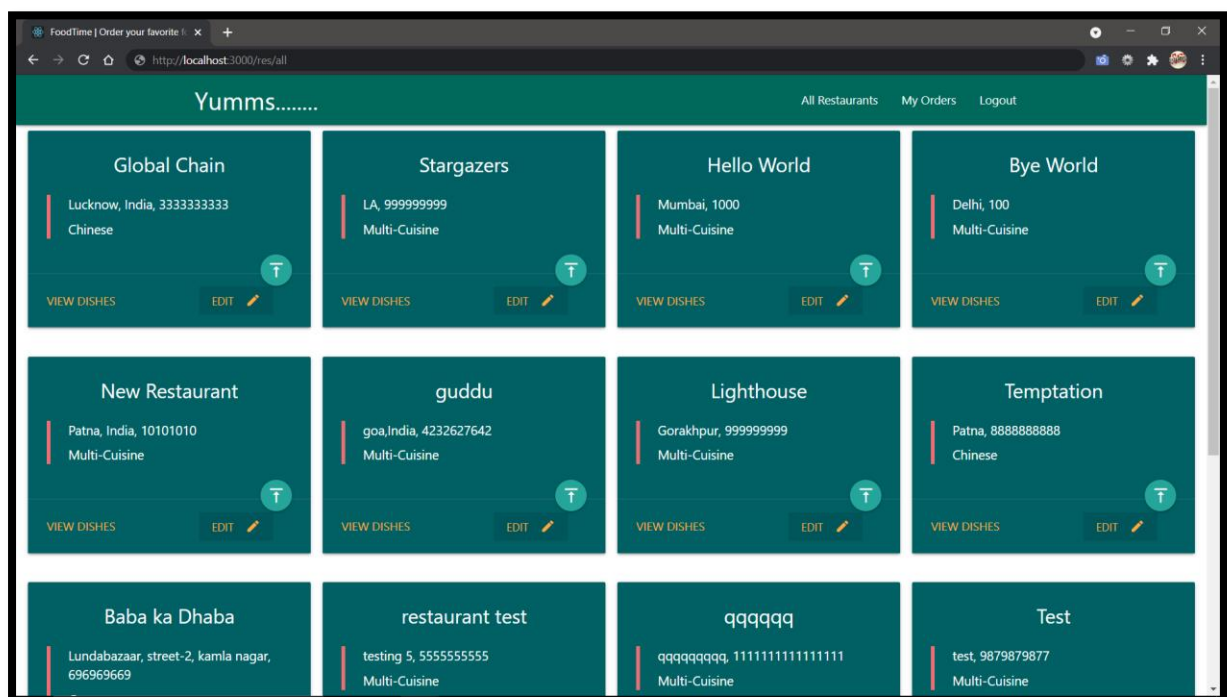 FoodTime | Order your favorite
http://localhost:3000/res/all
Yumms........
All Restaurants My Orders Logout
Global Chain
Lucknow, India, 3333333333
Chinese
VIEW DISHES EDIT
Stargazers
LA, 999999999
Multi-Cuisine
VIEW DISHES EDIT
Hello World
Mumbai, 1000
Multi-Cuisine
VIEW DISHES EDIT
Bye World
Delhi, 100
Multi-Cuisine
VIEW DISHES EDIT
New Restaurant
Patna, India, 10101010
Multi-Cuisine
VIEW DISHES EDIT
guddu
goa,India, 4232627642
Multi-Cuisine
VIEW DISHES EDIT
Lighthouse
Gorakhpur, 999999999
Multi-Cuisine
VIEW DISHES EDIT
Temptation
Patna, 8888888888
Chinese
VIEW DISHES EDIT
Baba ka Dhaba
Lundabazaar, street-2, kamla nagar,
696969669
restaurant test
testing 5, 5555555555
Multi-Cuisine
qqqqqq
qqqqqqqqq, 1111111111111111
Multi-Cuisine
Test
test, 9879879877
Multi-Cuisine